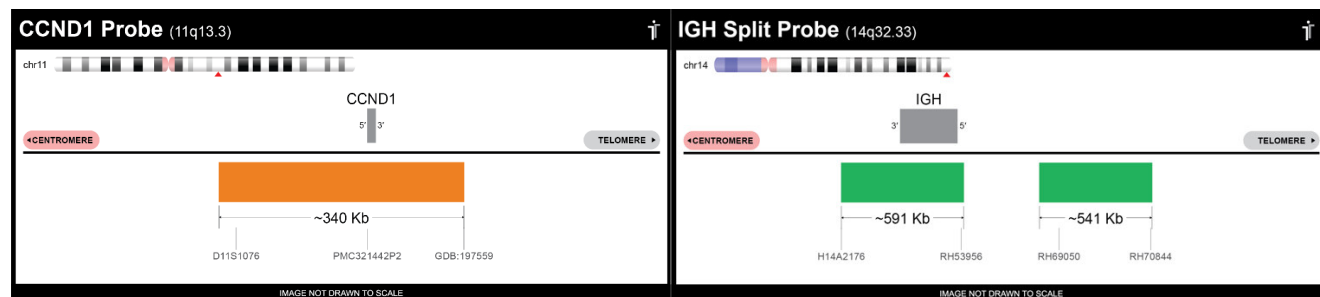 CCND1 Probe (11q13.3)
chr11
CCND1
5' 3'
◂CENTROMERE
TELOMERE ▸
~340 Kb
D11S1076 PMC321442P2 GDB:197559
IMAGE NOT DRAWN TO SCALE
IGH Split Probe (14q32.33)
chr14
IGH
3' 5'
◂CENTROMERE
TELOMERE ▸
~591 Kb ~541 Kb
H14A2176 RH53956 RH69050 RH70844
IMAGE NOT DRAWN TO SCALE